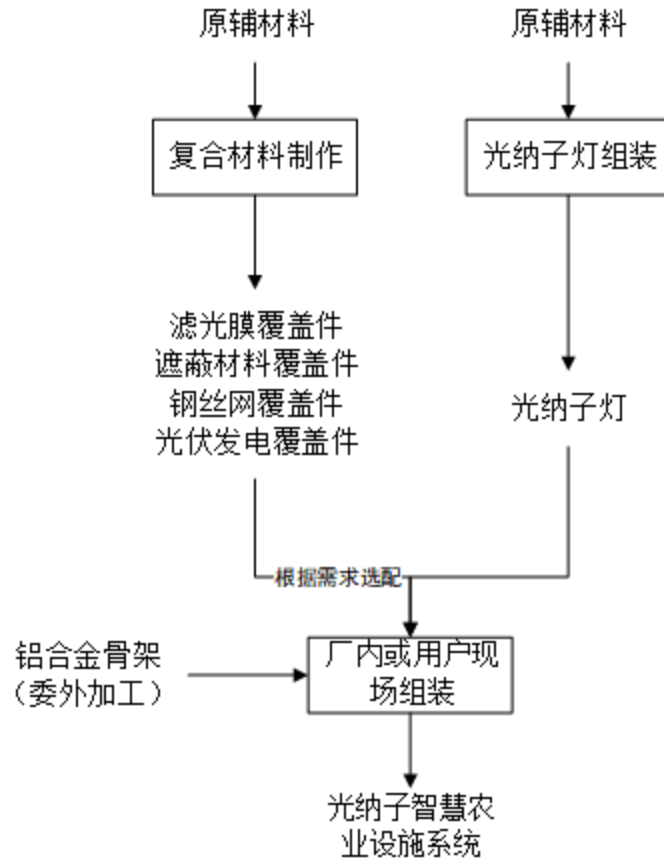 原辅材料
原辅材料
复合材料制作
光纳子灯组装
滤光膜覆盖件
遮蔽材料覆盖件
钢丝网覆盖件
光伏发电覆盖件
光纳子灯
根据需求选配
铝合金骨架
（委外加工）
厂内或用户现
场组装
光纳子智慧农
业设施系统